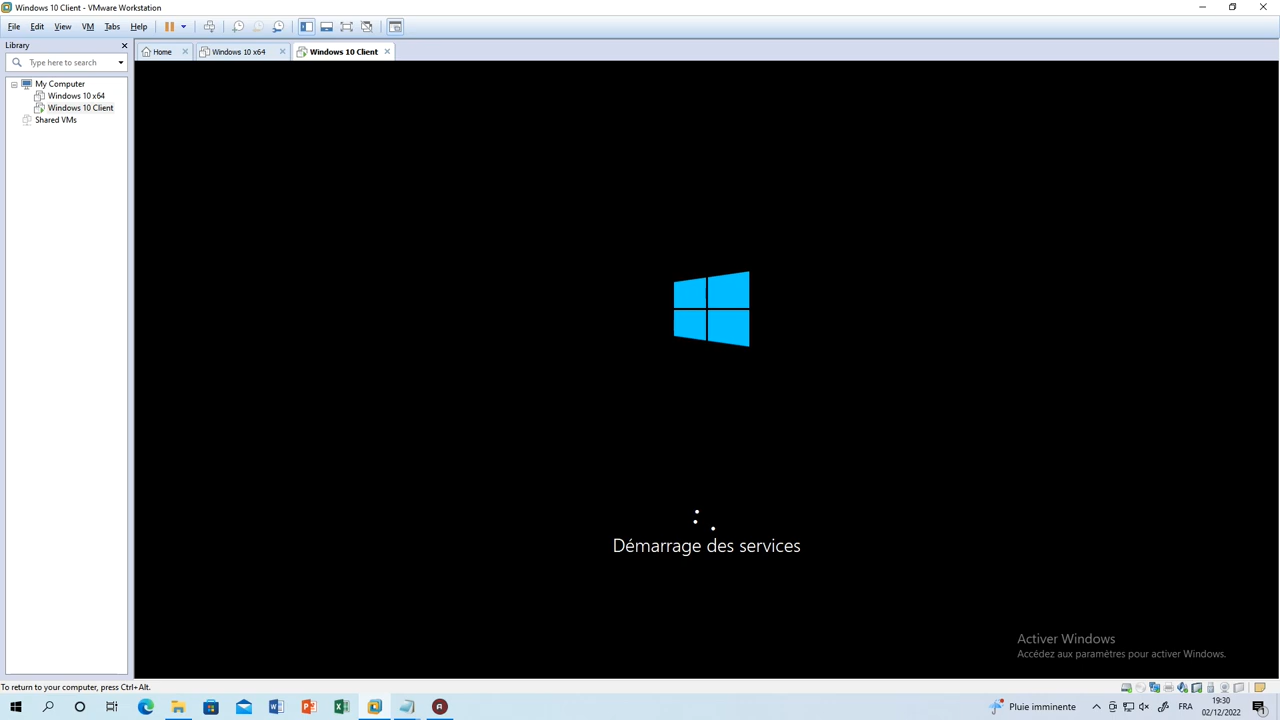 Windows 10 Client - VMware Workstation
File Edit View VM Tabs Help
Library
Type here to search
Home
Windows 10 x64
Windows 10 Client
My Computer
Windows 10 x64
Windows 10 Client
Shared VMs
Démarrage des services
Activer Windows
Accédez aux paramètres pour activer Windows.
To return to your computer, press Ctrl+Alt.
Pluie imminente
FRA
19:30
02/12/2022